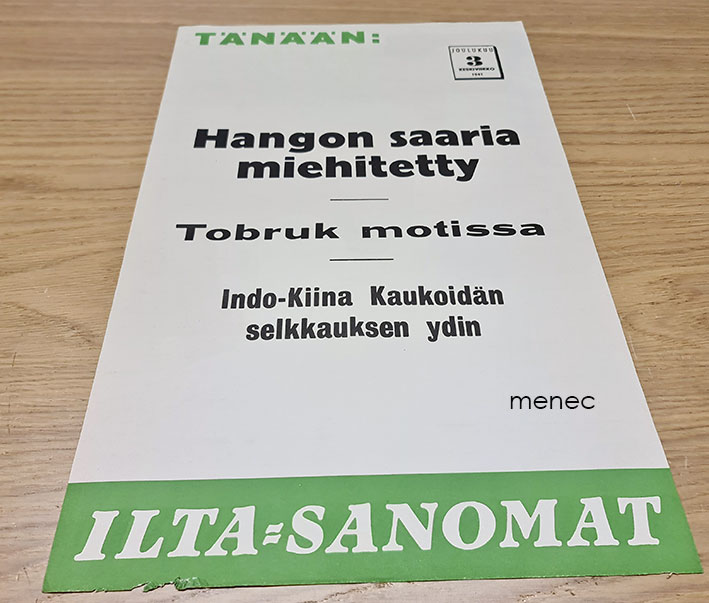 TÄNÄÄN:
JOULUKUU
3
KESKIVIIKKO
1941
Hangon saaria
miehitetty
Tobruk motissa
Indo-Kiina Kaukoidän
selkkauksen ydin
menec
ILTA=SANOMAT